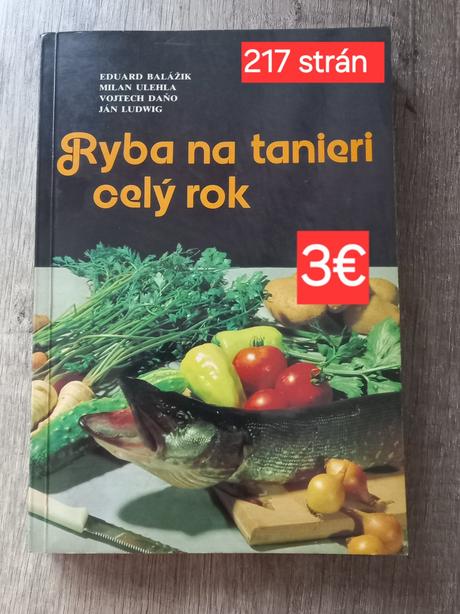 217 strán
EDUARD BALÁŽIK
MILAN ULEHLA
VOJTECH DAŇO
JÁN LUDWIG
Ryba na tanieri
celý rok
3€